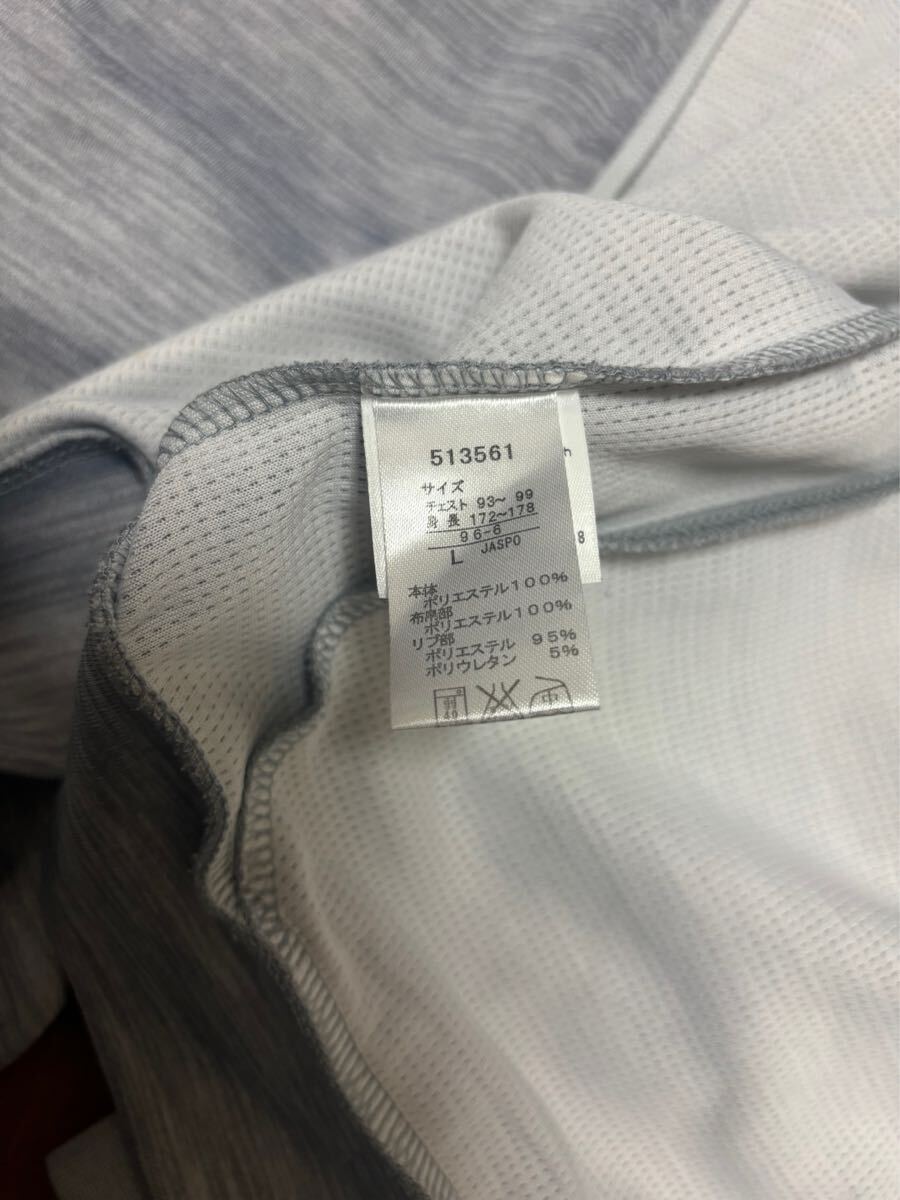 513561
サイズ
チェスト 93~ 99
身長 172~178
96-6
L JASPO
本体
ポリエステル100%
布帛部
ポリエステル100%
リブ部
ポリエステル 95%
ポリウレタン 5%
中
8